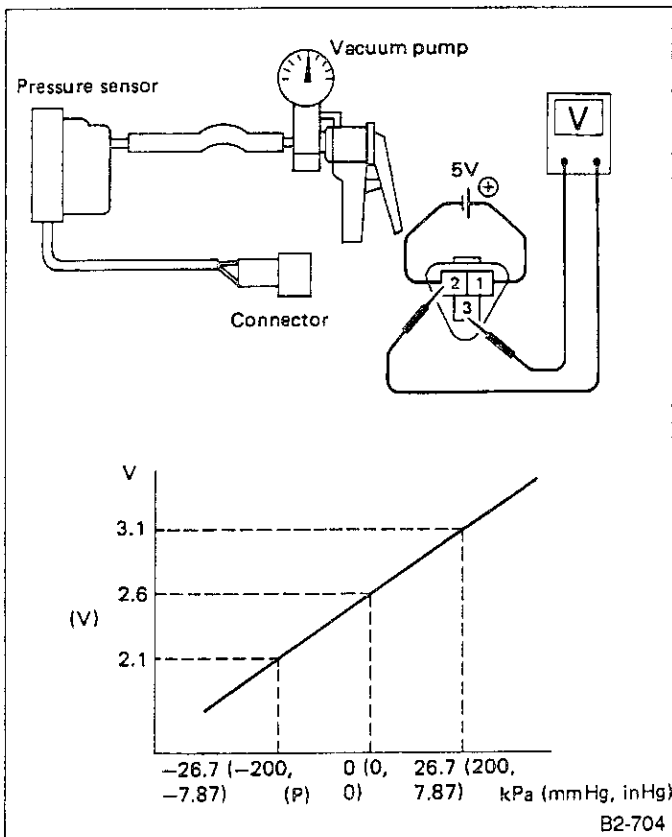 Vacuum pump
Pressure sensor
V
5V
⊕
2 1
3
Connector
V
3.1
2.6
(V)
2.1
−26.7 (−200, 0 (0, 26.7 (200,
−7.87) (P) 0) 7.87) kPa (mmHg, inHg)
B2-704